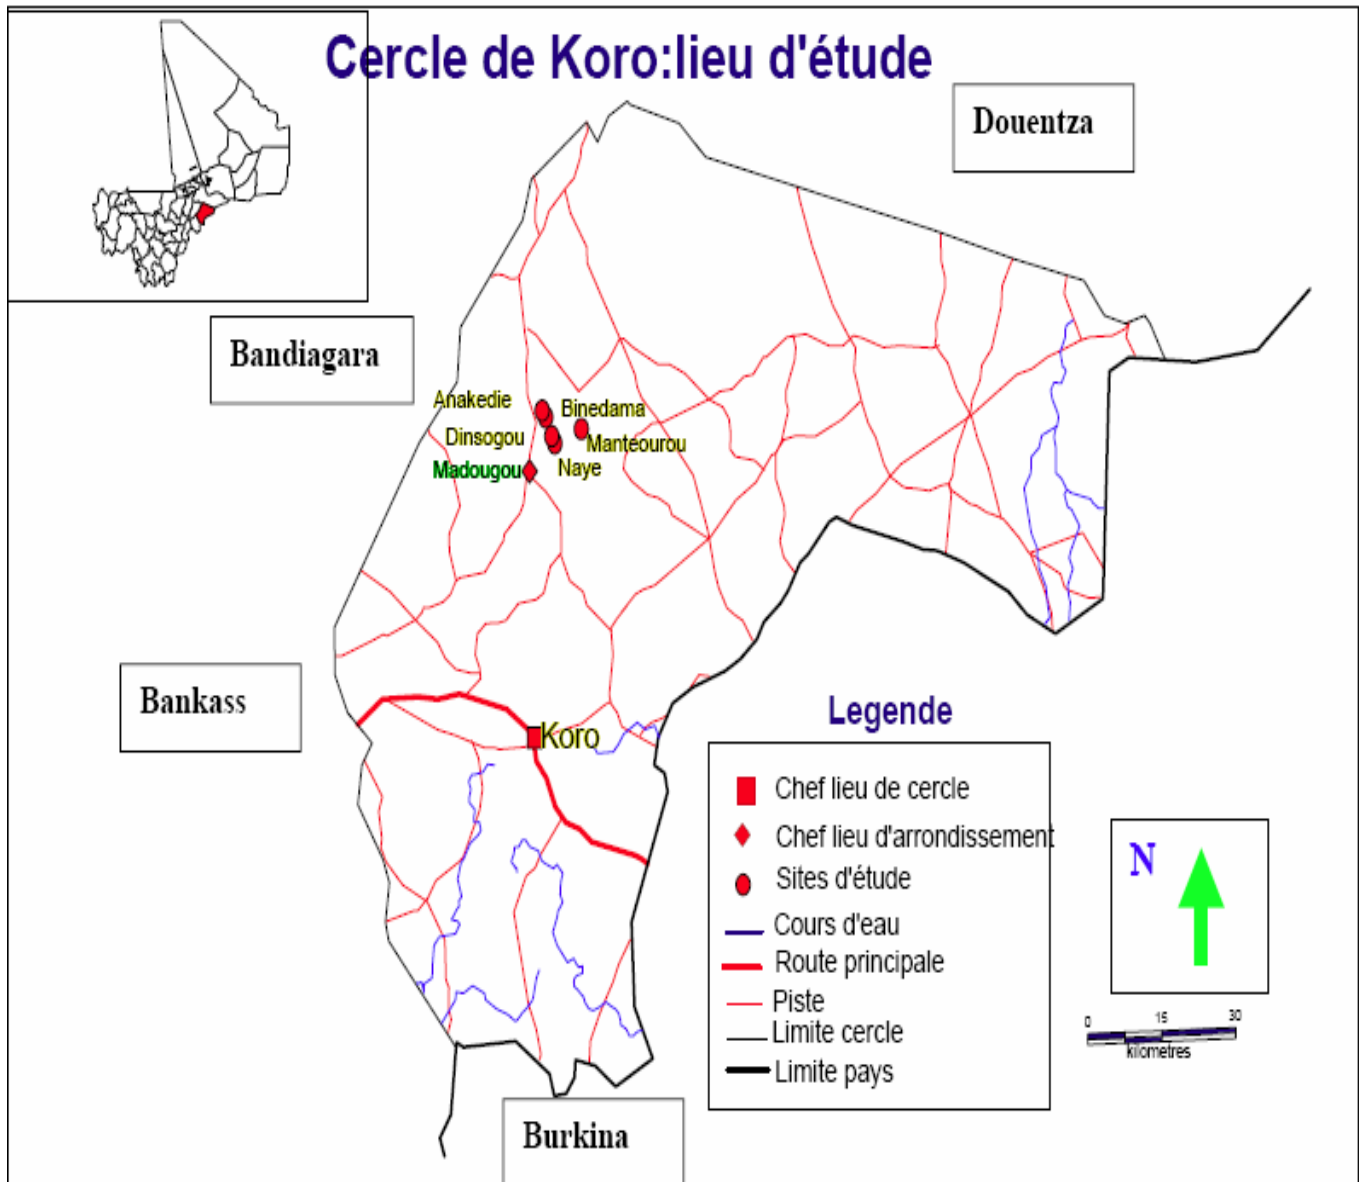 Cercle de Koro:lieu d'étude
Douentza
Bandiagara
Anakedie
Binedama
Dinsogou
Manteourou
Madougou
Naye
Bankass
Koro
Legende
Chef lieu de cercle
Chef lieu d'arrondissement
Sites d'étude
Cours d'eau
Route principale
Piste
Limite cercle
Limite pays
N
0 15 30
kilometres
Burkina